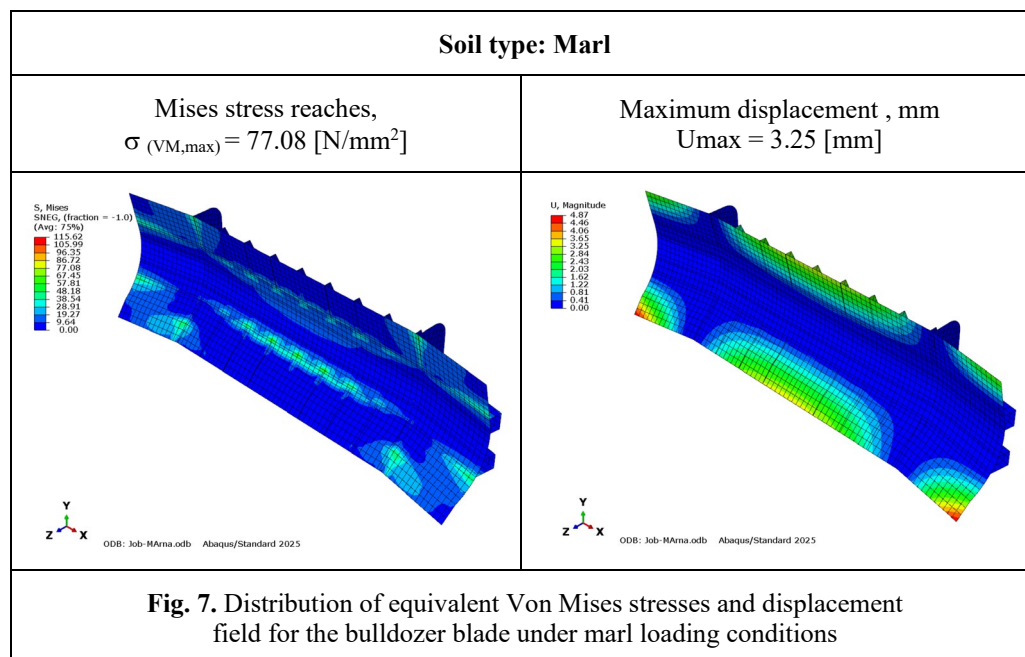 Soil type: Marl
Mises stress reaches,
σ (VM,max) = 77.08 [N/mm²]
Maximum displacement , mm
Umax = 3.25 [mm]
S, Mises
SNEG, (fraction = -1.0)
(Avg: 75%)
115.62
105.99
96.35
86.72
77.08
67.45
57.81
48.18
38.54
28.91
19.27
9.64
0.00
Y
Z X
ODB: Job-MArna.odb Abaqus/Standard 2025
U, Magnitude
4.87
4.46
4.06
3.65
3.25
2.84
2.43
2.03
1.62
1.22
0.81
0.41
0.00
Y
Z X
ODB: Job-MArna.odb Abaqus/Standard 2025
Fig. 7. Distribution of equivalent Von Mises stresses and displacement
field for the bulldozer blade under marl loading conditions